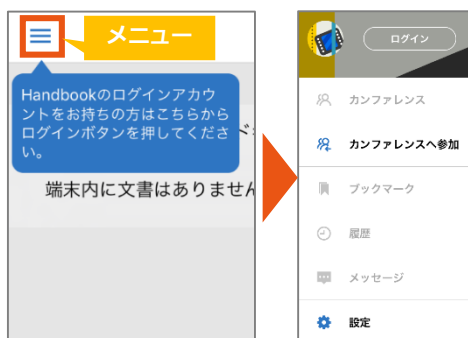 メニュー
Handbookのログインアカウ
ントをお持ちの方はこちらから
ログインボタンを押してくださ
い。
端末内に文書はありません
ログイン
カンファレンス
カンファレンスへ参加
ブックマーク
履歴
メッセージ
設定